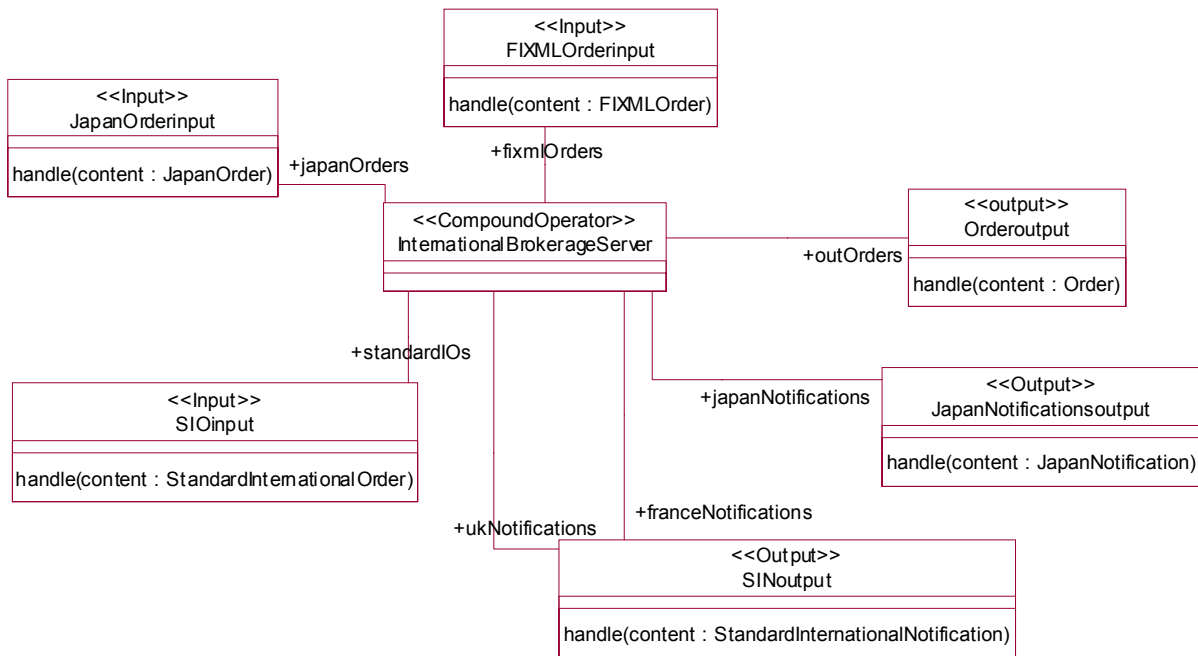 <<Input>>
FIXMLOrderinput
handle(content : FIXMLOrder)
<<Input>>
JapanOrderinput
handle(content : JapanOrder)
+japanOrders
+fixmlOrders
<<CompoundOperator>>
InternationalBrokerageServer
<<output>>
Orderoutput
handle(content : Order)
+outOrders
+standardIOs
<<Input>>
SIOinput
handle(content : StandardInternationalOrder)
+japanNotifications
<<Output>>
JapanNotificationsoutput
handle(content : JapanNotification)
+ukNotifications
+franceNotifications
<<Output>>
SINoutput
handle(content : StandardInternationalNotification)